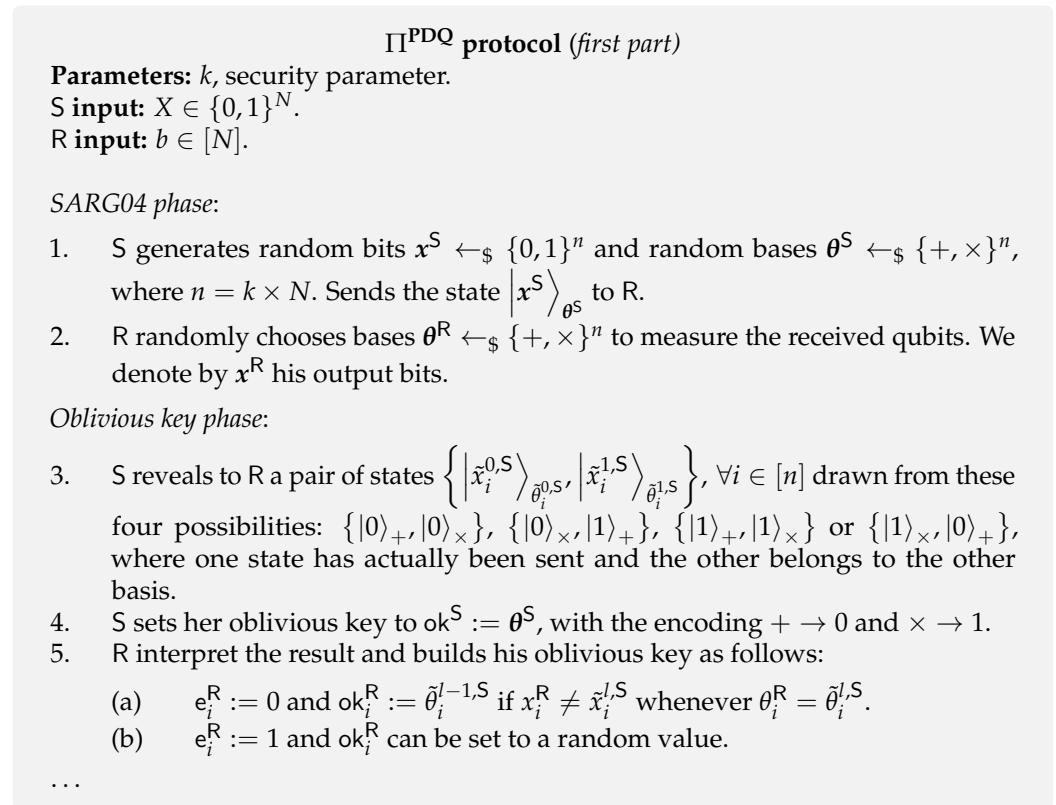 Π^PDQ protocol (first part)
Parameters: k, security parameter.
S input: X ∈ {0, 1}^N.
R input: b ∈ [N].
SARG04 phase:
1. S generates random bits x^S ←_$ {0, 1}^n and random bases θ^S ←_$ {+, ×}^n,
where n = k × N. Sends the state |x^S⟩_{θ^S} to R.
2. R randomly chooses bases θ^R ←_$ {+, ×}^n to measure the received qubits. We
denote by x^R his output bits.
Oblivious key phase:
3. S reveals to R a pair of states {|x̃_i^{0,S}⟩_{θ̃_i^{0,S}}, |x̃_i^{1,S}⟩_{θ̃_i^{1,S}}}, ∀i ∈ [n] drawn from these
four possibilities: {|0⟩_+, |0⟩_×}, {|0⟩_×, |1⟩_+}, {|1⟩_+, |1⟩_×} or {|1⟩_×, |0⟩_+},
where one state has actually been sent and the other belongs to the other
basis.
4. S sets her oblivious key to ok^S := θ^S, with the encoding + → 0 and × → 1.
5. R interpret the result and builds his oblivious key as follows:
(a) e_i^R := 0 and ok_i^R := θ̃_i^{l−1,S} if x_i^R ≠ x̃_i^{l,S} whenever θ_i^R = θ̃_i^{l,S}.
(b) e_i^R := 1 and ok_i^R can be set to a random value.
...